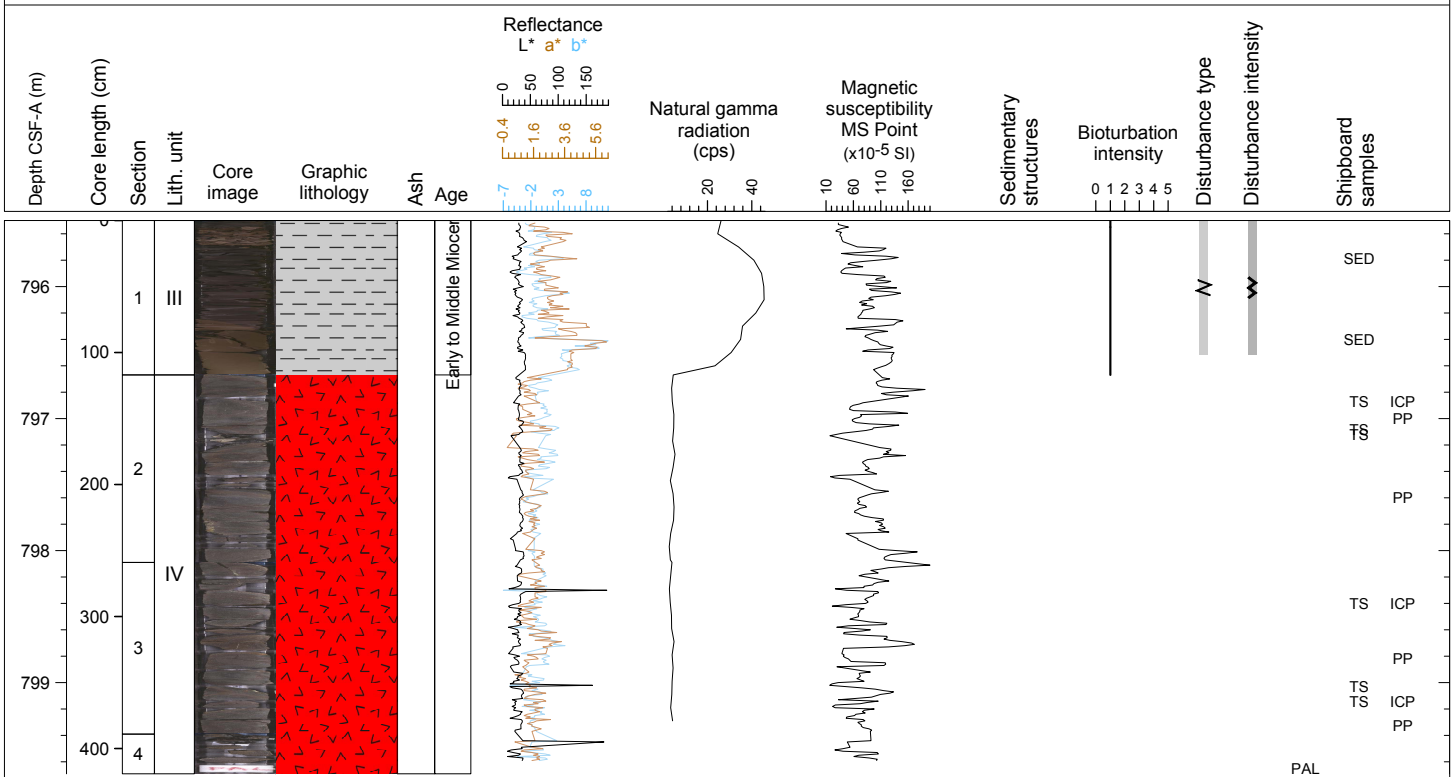 Depth CSF-A (m)
Core length (cm)
Section
Lith. unit
Core
image
Graphic
lithology
Ash
Age
Reflectance
L* a* b*
0 50 100 150
-0.4 1.6 3.6 5.6
-7 -2 3 8
Natural gamma
radiation
(cps)
20 40
Magnetic
susceptibility
MS Point
(x10-5 SI)
10 60 110 160
Sedimentary
structures
Bioturbation
intensity
0 1 2 3 4 5
Disturbance type
Disturbance intensity
Shipboard
samples
0
796
1
III
Early to Middle Miocen
SED
100
SED
797
TS ICP
PP
TS
TS
2
200
PP
798
IV
300
TS ICP
3
PP
799
TS
TS ICP
PP
400
4
PAL